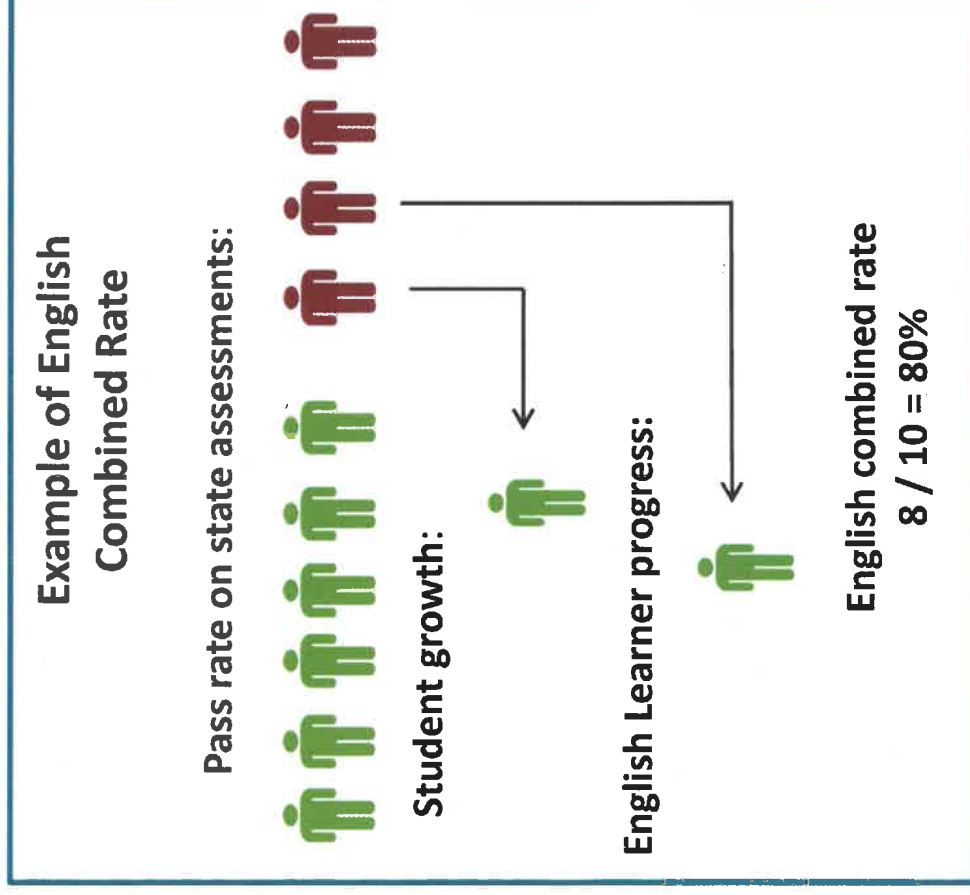 Example of English
Combined Rate
Pass rate on state assessments:
Student growth:
English Learner progress:
English combined rate
8 / 10 = 80%